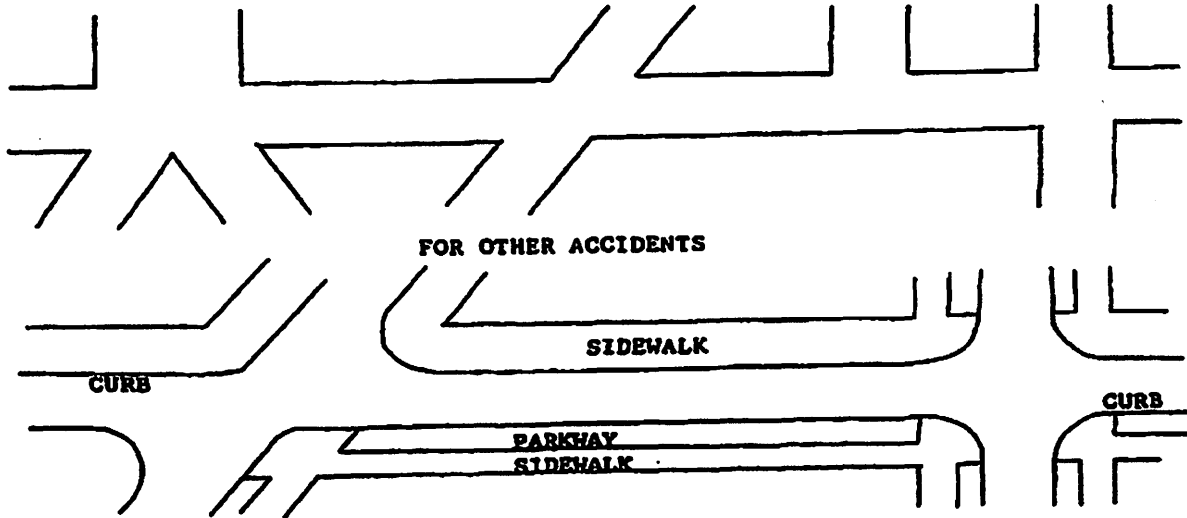 FOR OTHER ACCIDENTS
SIDEWALK
CURB
CURB
PARKWAY
SIDEWALK